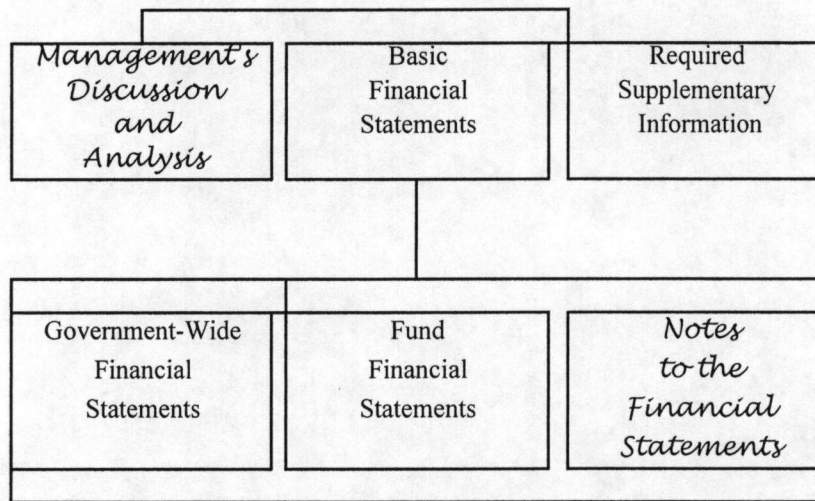 Management's
Discussion
and
Analysis
Basic
Financial
Statements
Required
Supplementary
Information
Government-Wide
Financial
Statements
Fund
Financial
Statements
Notes
to the
Financial
Statements